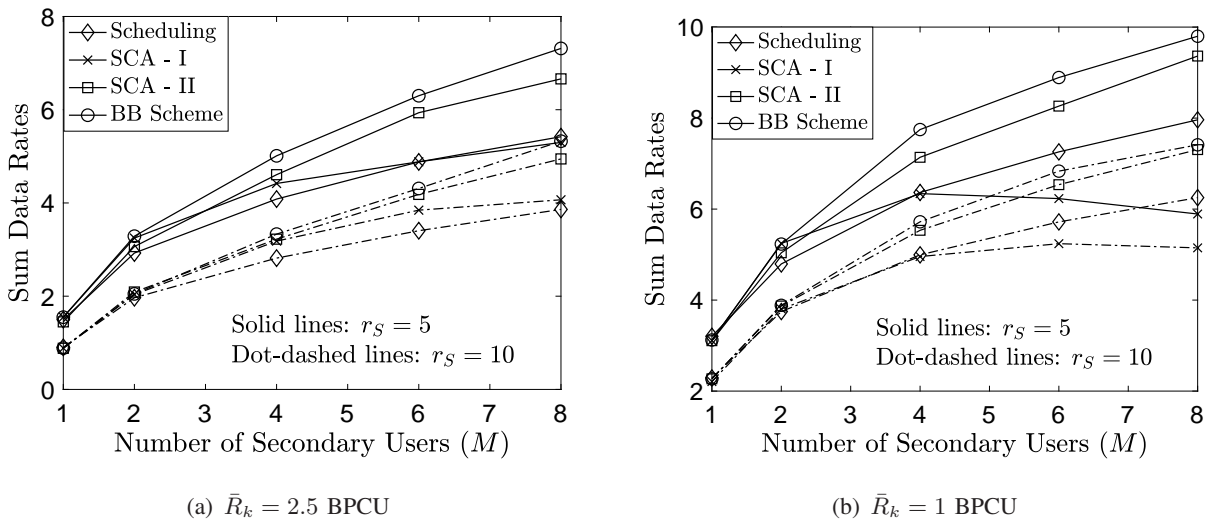 8
6
4
2
0
Sum Data Rates
Scheduling
SCA - I
SCA - II
BB Scheme
Solid lines: r_S = 5
Dot-dashed lines: r_S = 10
1 2 3 4 5 6 7 8
Number of Secondary Users (M)
(a) R̄_k = 2.5 BPCU
10
8
6
4
2
Sum Data Rates
Scheduling
SCA - I
SCA - II
BB Scheme
Solid lines: r_S = 5
Dot-dashed lines: r_S = 10
1 2 3 4 5 6 7 8
Number of Secondary Users (M)
(b) R̄_k = 1 BPCU